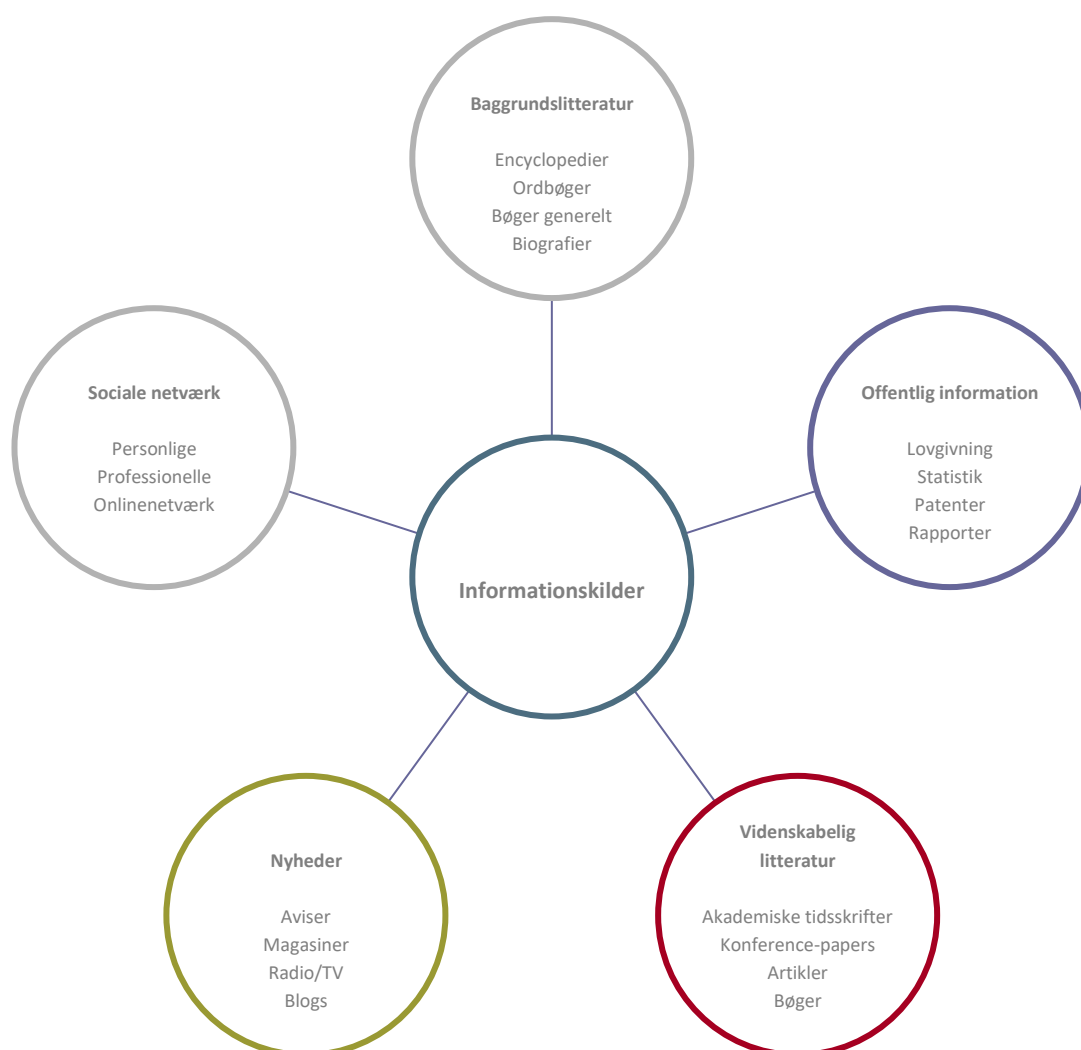 Baggrundslitteratur
Encyclopedier
Ordbøger
Bøger generelt
Biografier
Sociale netværk
Personlige
Professionelle
Onlinenetværk
Offentlig information
Lovgivning
Statistik
Patenter
Rapporter
Informationskilder
Nyheder
Aviser
Magasiner
Radio/TV
Blogs
Videnskabelig
litteratur
Akademiske tidsskrifter
Konference-papers
Artikler
Bøger